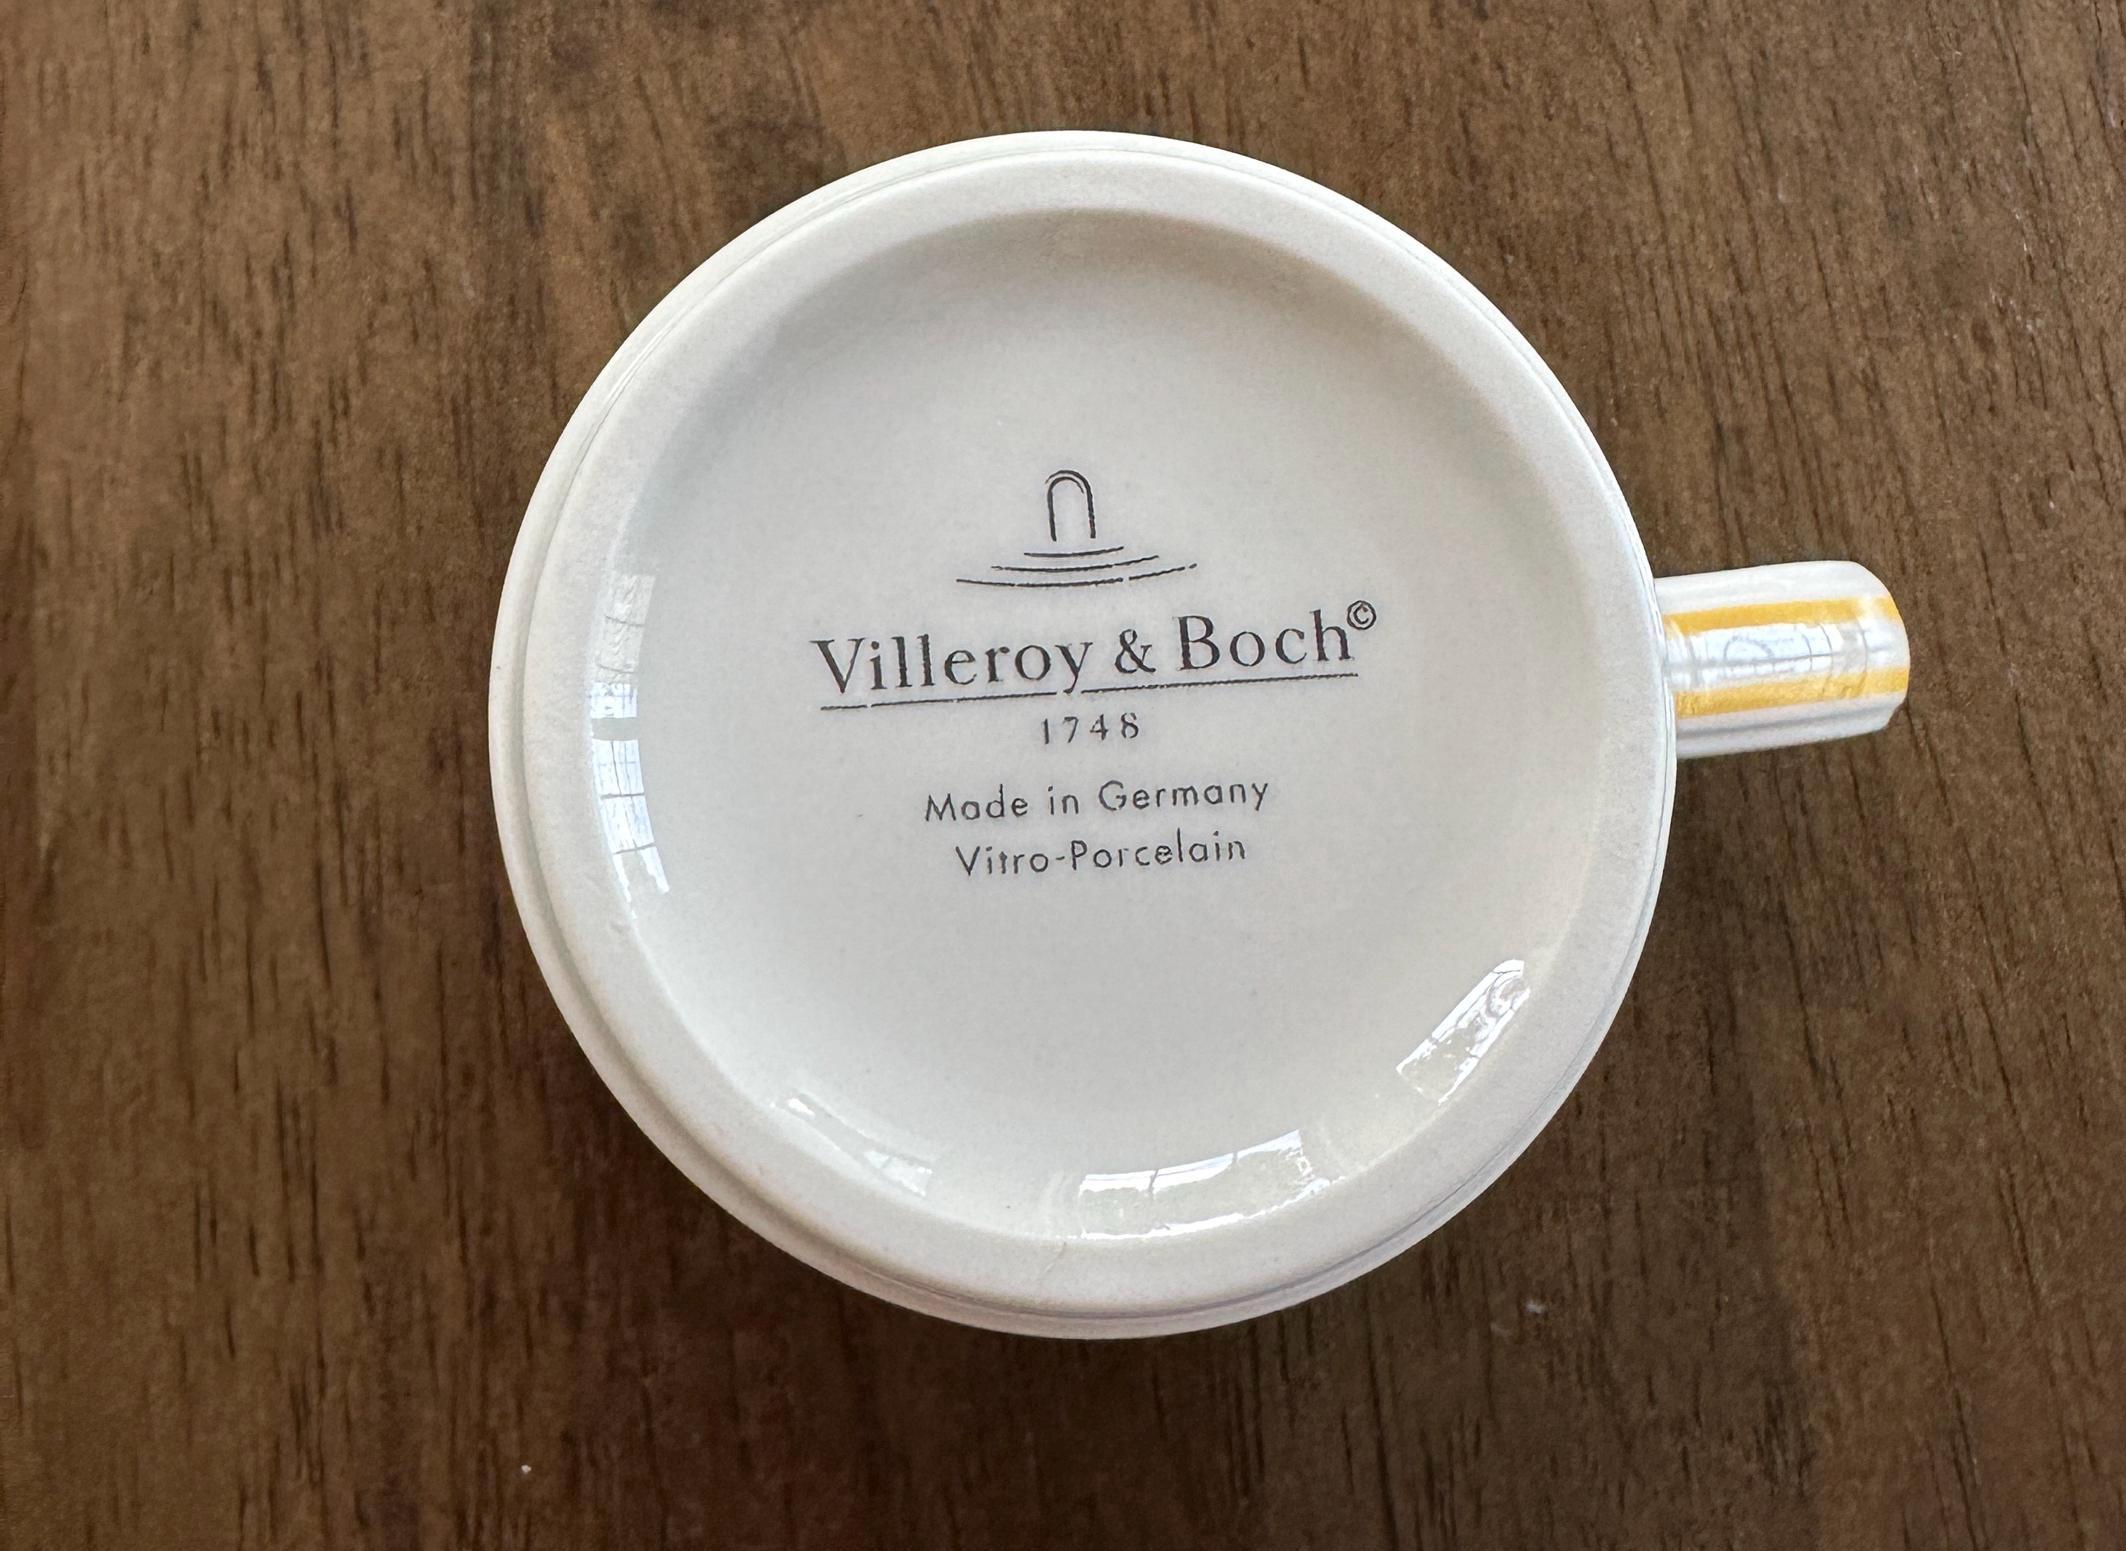 Villeroy & Boch©
1748
Made in Germany
Vitro-Porcelain